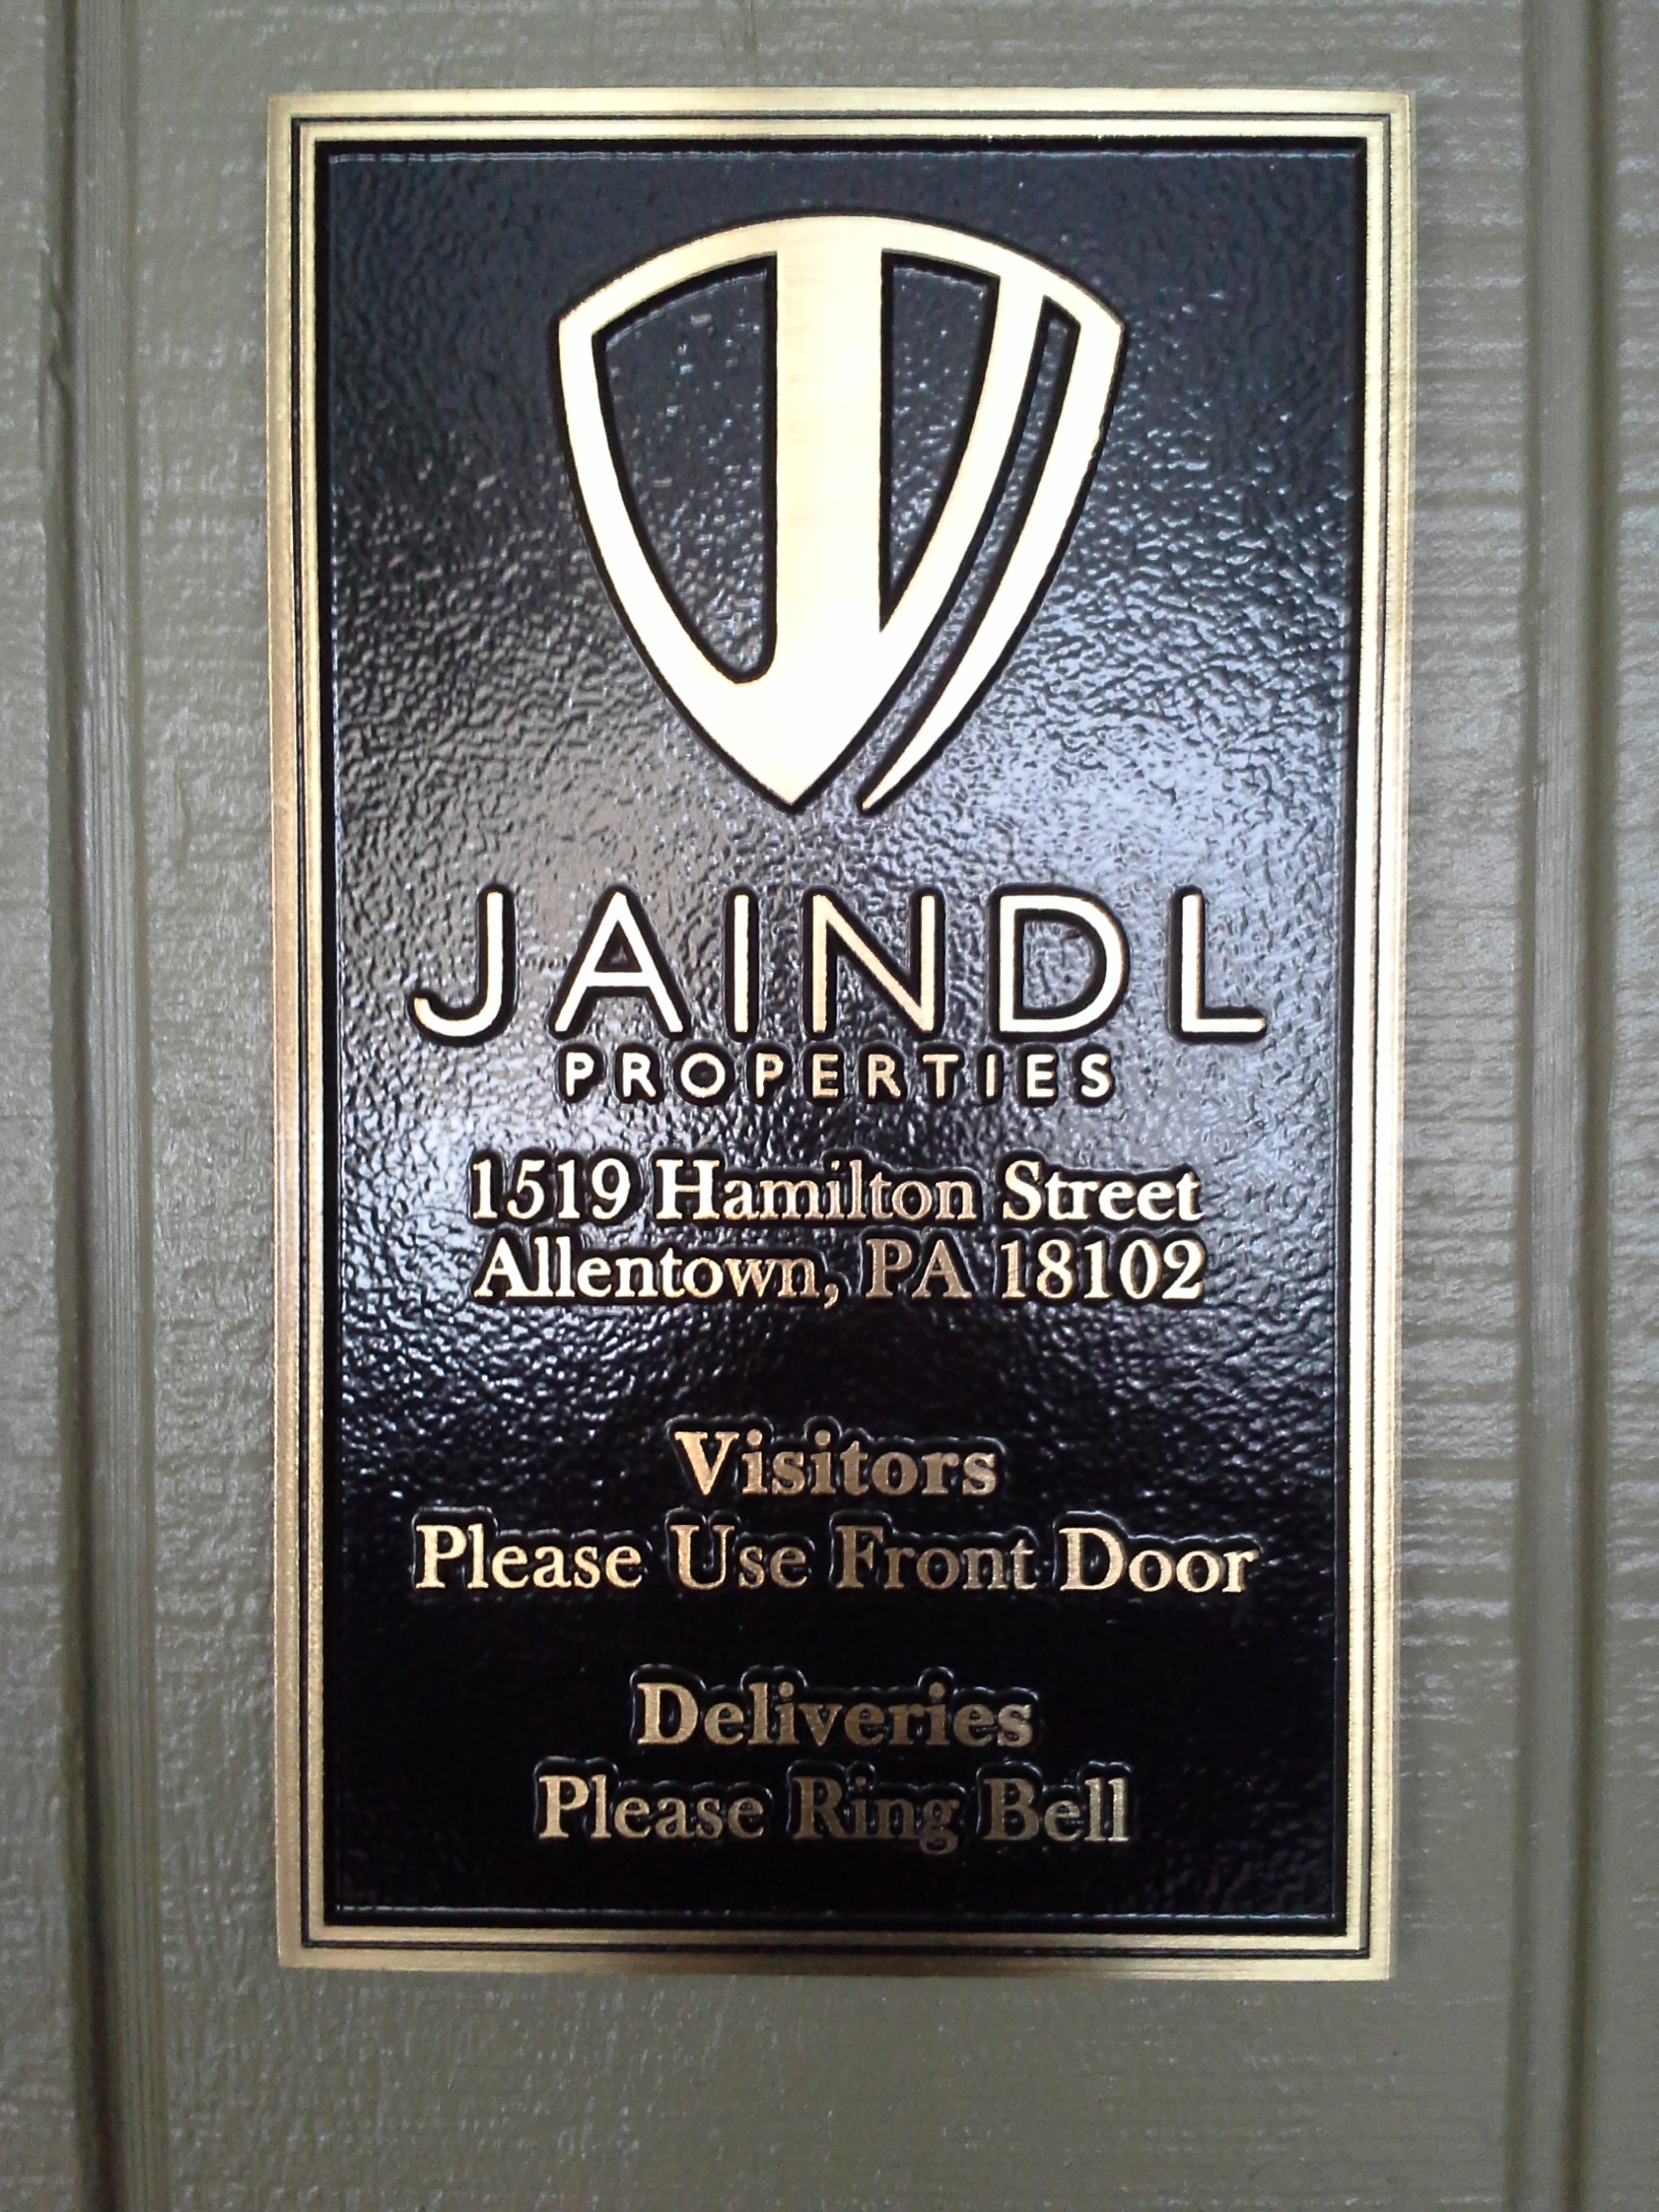 JAINDL
PROPERTIES
1519 Hamilton Street
Allentown, PA 18102
Visitors
Please Use Front Door
Deliveries
Please Ring Bell